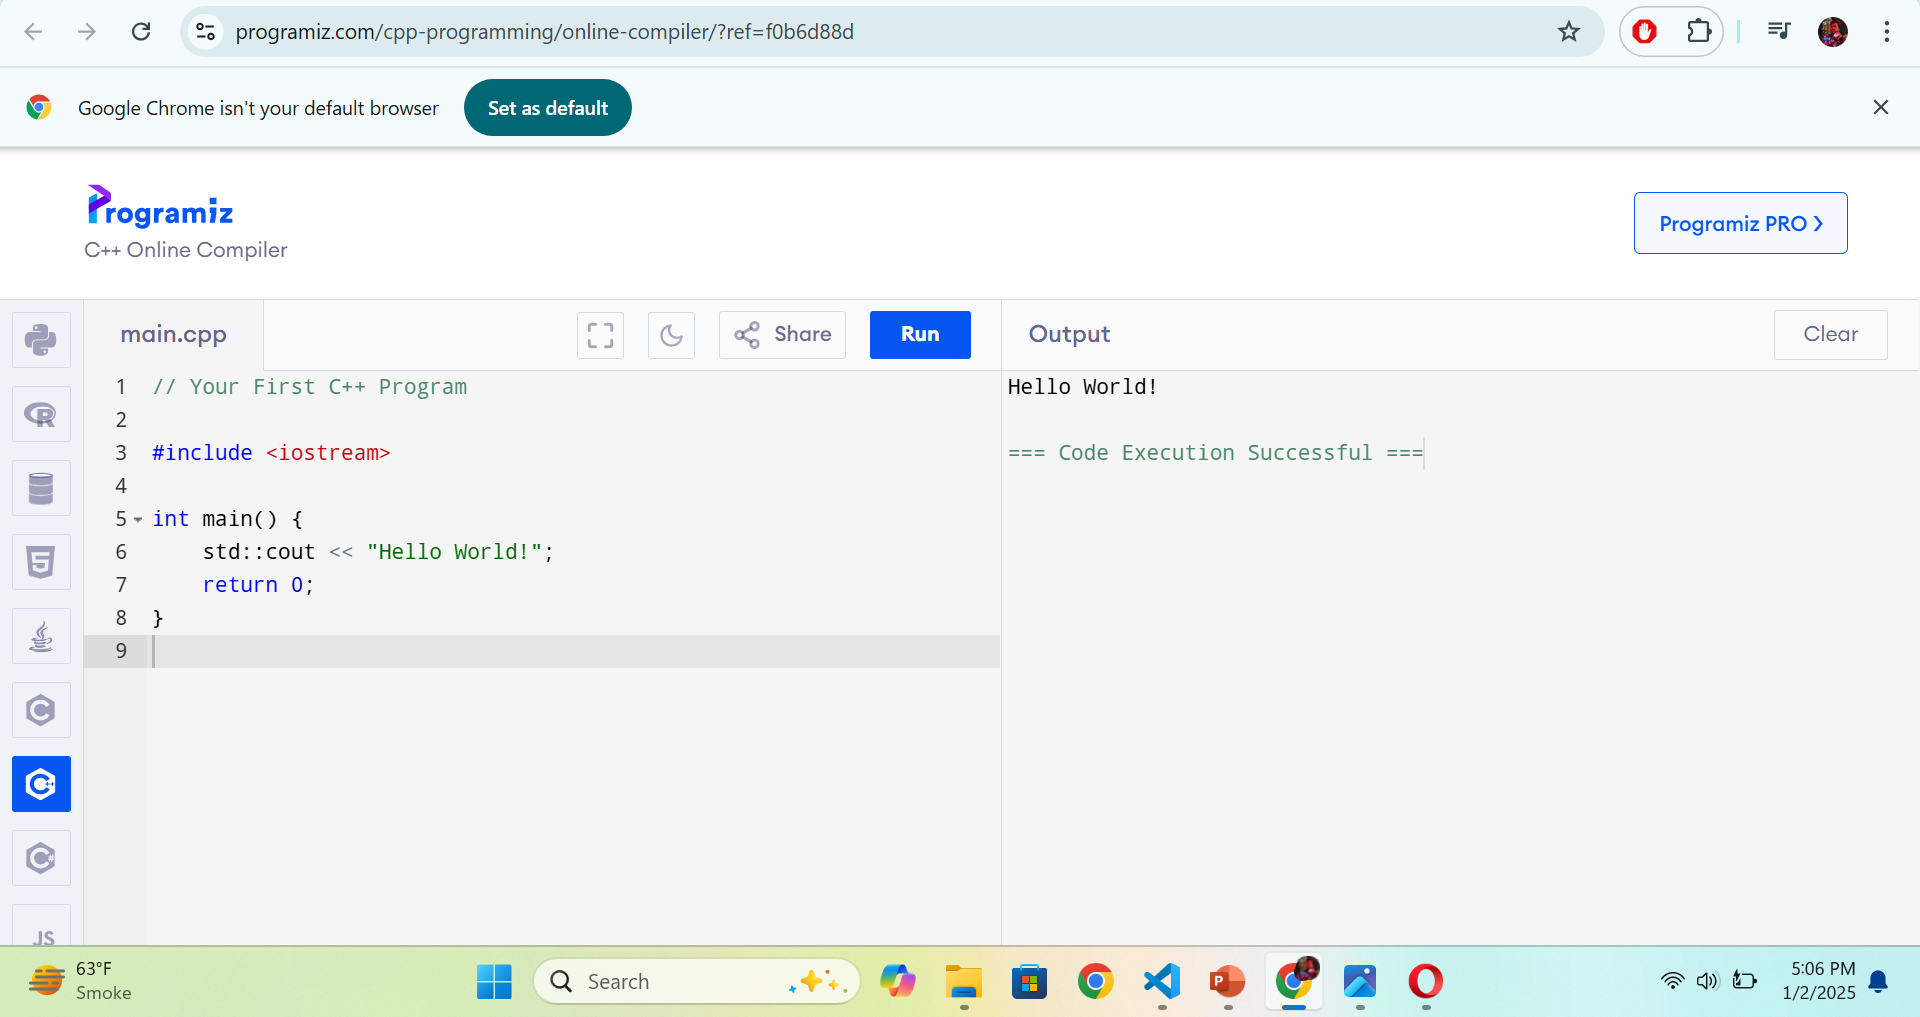 programiz.com/cpp-programming/online-compiler/?ref=f0b6d88d
Google Chrome isn't your default browser
Set as default
Programiz
C++ Online Compiler
Programiz PRO ❯
main.cpp
Share
Run
Output
Clear
1 // Your First C++ Program
2
3 #include <iostream>
4
5 int main() {
6     std::cout << "Hello World!";
7     return 0;
8 }
9
Hello World!
=== Code Execution Successful ===
JS
63°F
Smoke
Search
5:06 PM
1/2/2025